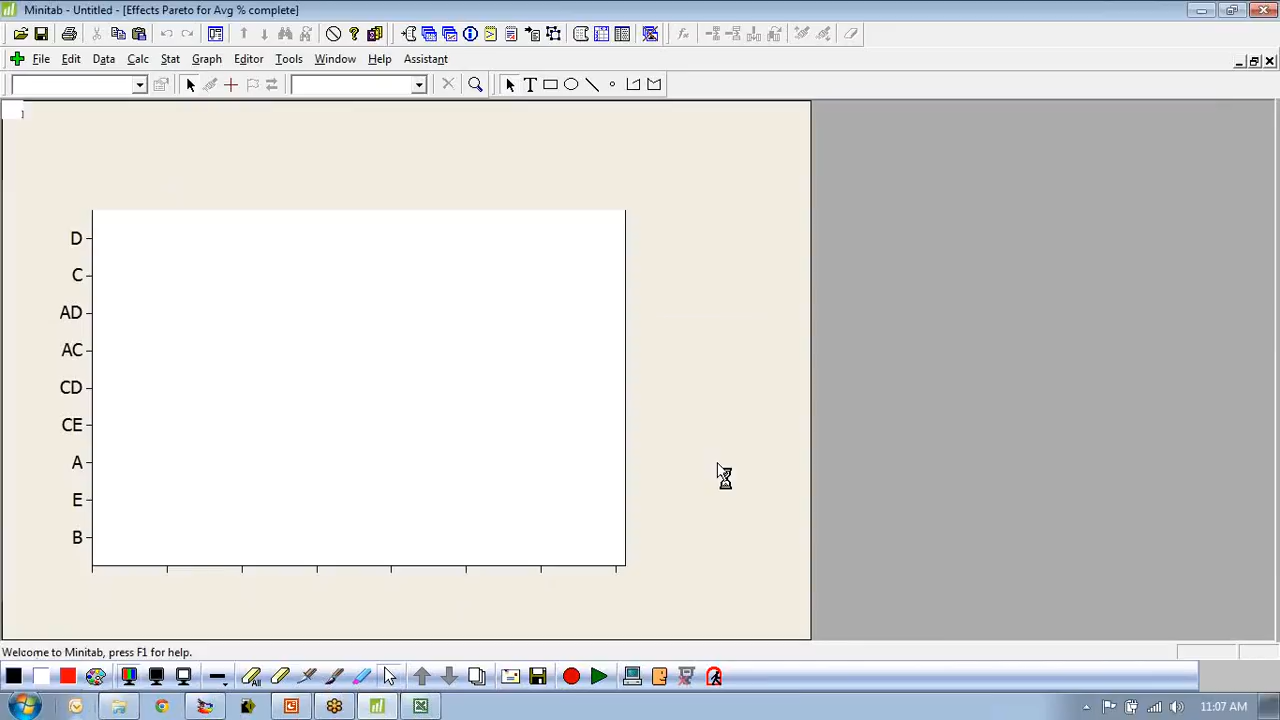 Minitab - Untitled - [Effects Pareto for Avg % complete]
File Edit Data Calc Stat Graph Editor Tools Window Help Assistant
D
C
AD
AC
CD
CE
A
E
B
Welcome to Minitab, press F1 for help.
All
11:07 AM